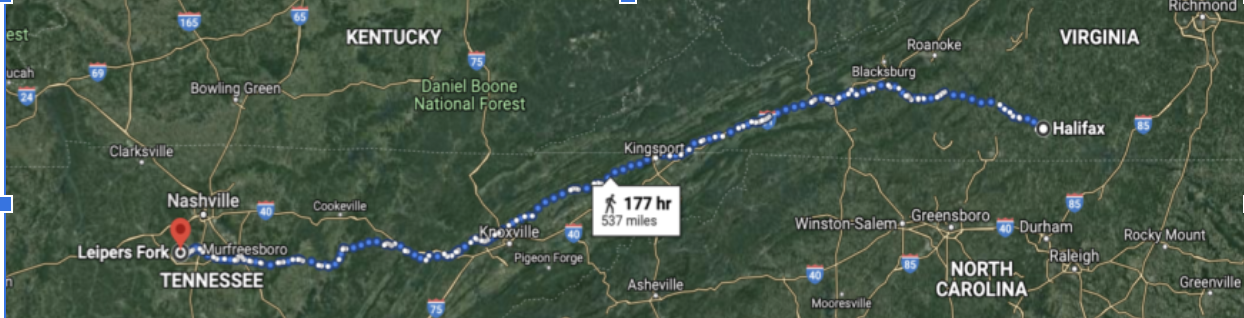 Richmond
165
65
est
KENTUCKY
VIRGINIA
Roanoke
75
69
ucah
Blacksburg
Bowling Green
Daniel Boone
National Forest
24
Halifax
85
Clarksville
Kingsport
177 hr
537 miles
Nashville
40
Cookeville
85
Winston-Salem
Greensboro
40
Durham
Knoxville
40
Rocky Mount
Leipers Fork
Murfreesboro
Pigeon Forge
85
Raleigh
TENNESSEE
40
NORTH
CAROLINA
Asheville
Greenville
75
Mooresville
n